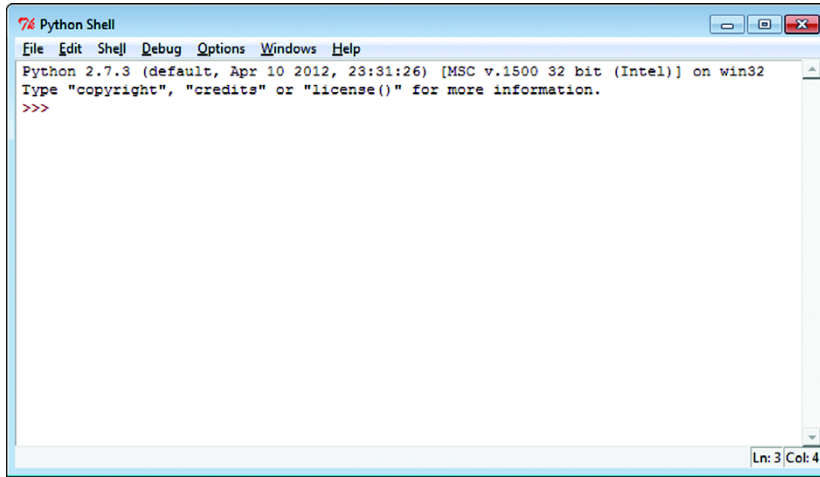 7% Python Shell
File Edit Shell Debug Options Windows Help
Python 2.7.3 (default, Apr 10 2012, 23:31:26) [MSC v.1500 32 bit (Intel)] on win32
Type "copyright", "credits" or "license()" for more information.
>>>
Ln: 3 Col: 4